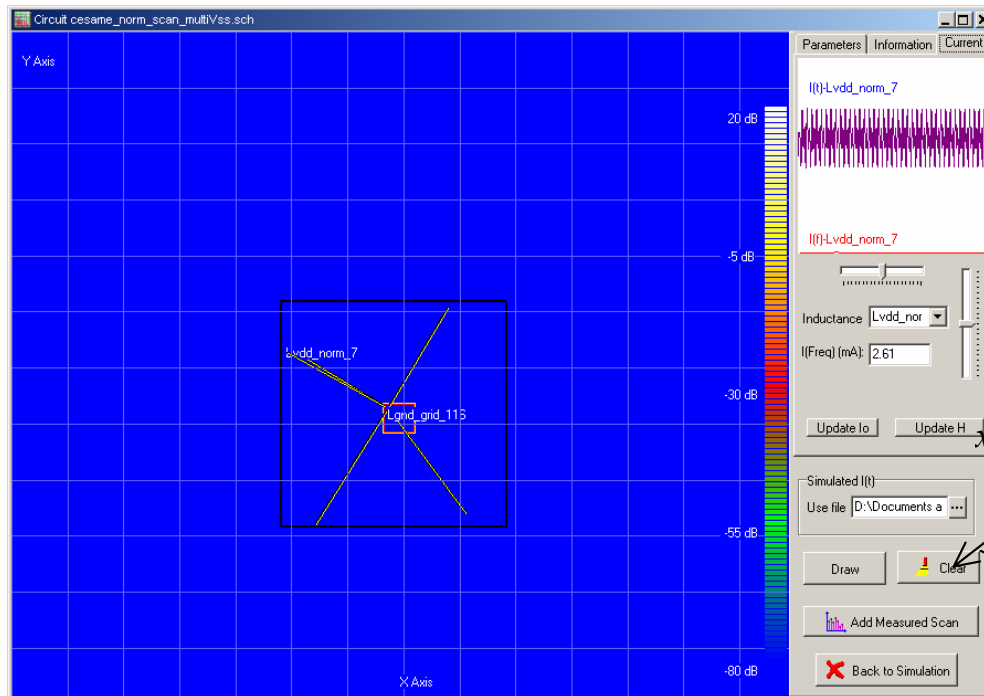 Circuit cesame_norm_scan_multiVss.sch
Y Axis
20 dB
-5 dB
-30 dB
-55 dB
-80 dB
Lvdd_norm_7
Lgnd_grid_116
X Axis
Parameters Information Current
I(t)-Lvdd_norm_7
I(f)-Lvdd_norm_7
Inductance Lvdd_nor
I(Freq) (mA): 2.61
Update Io Update H
x
Simulated I(t)
Use file D:\Documents a ...
Draw Clear
Add Measured Scan
Back to Simulation